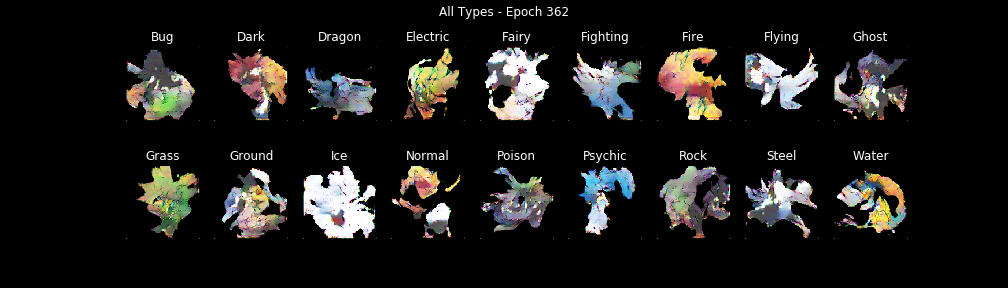 All Types - Epoch 362
Bug Dark Dragon Electric Fairy Fighting Fire Flying Ghost
Grass Ground Ice Normal Poison Psychic Rock Steel Water